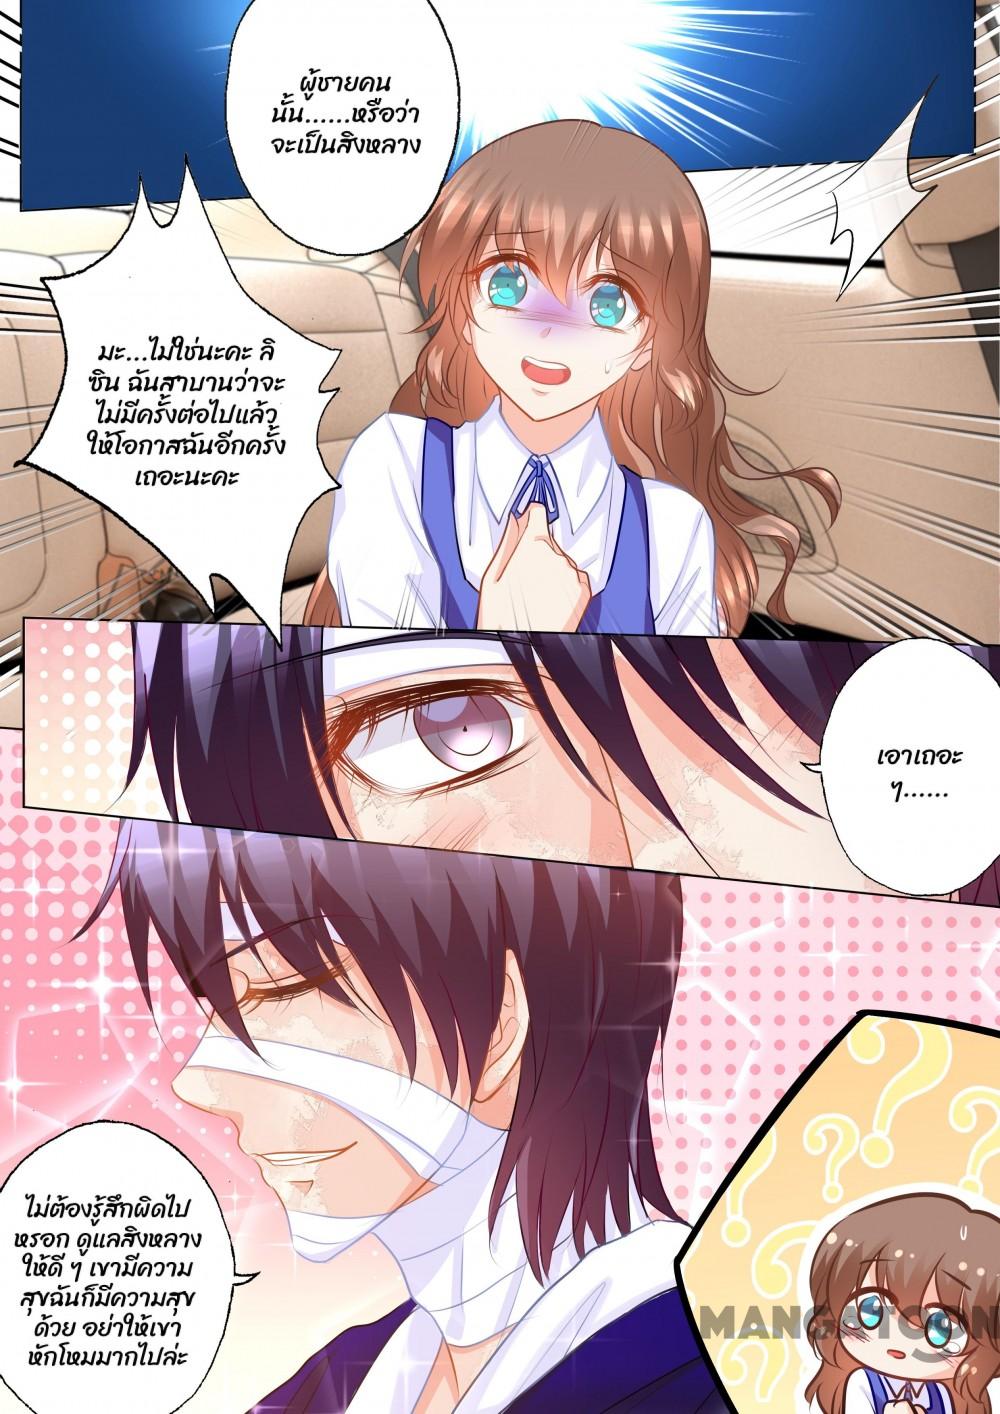 ผู้ชายคน
นั้น......หรือว่า
จะเป็นสิงหลาง
มะ...ไม่ใช่นะคะ ลิ
ซิน ฉันสาบานว่าจะ
ไม่มีครั้งต่อไปแล้ว
ให้โอกาสฉันอีกครั้ง
เถอะนะคะ
เอาเถอะ
ๆ......
ไม่ต้องรู้สึกผิดไป
หรอก ดูแลสิงหลาง
ให้ดี ๆ เขามีความ
สุขฉันก็มีความสุข
ด้วย อย่าให้เขา
หักโหมมากไปล่ะ
? ? ? ?
MANGATOON